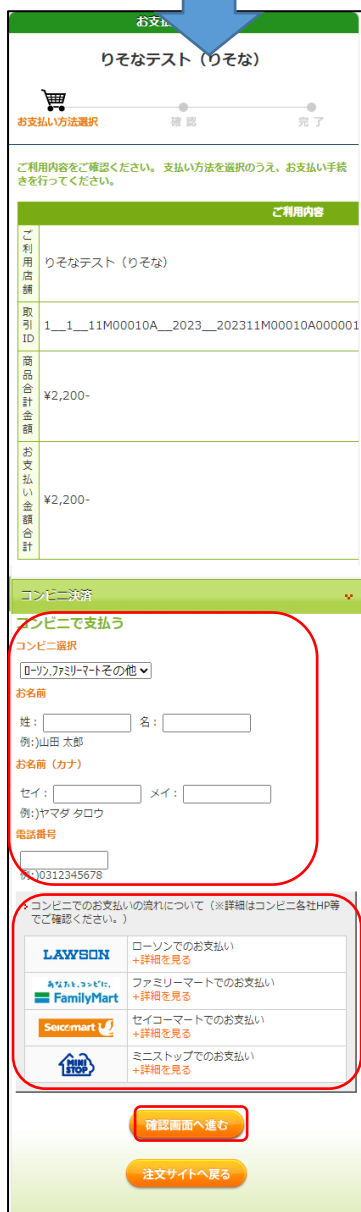 お支払
りそなテスト（りそな）
お支払い方法選択
確 認
完 了
ご利用内容をご確認ください。 支払い方法を選択のうえ、お支払い手続
きを行ってください。
ご利用内容
ご利用店舗
りそなテスト（りそな）
取引ID
1__1__11M00010A__2023__202311M00010A000001
商品合計金額
¥2,200-
お支払い金額合計
¥2,200-
コンビニ決済
コンビニで支払う
コンビニ選択
ローソン,ファミリーマートその他
お名前
姓： 名：
例:)山田 太郎
お名前（カナ）
セイ： メイ：
例:)ヤマダ タロウ
電話番号
例:)0312345678
コンビニでのお支払いの流れについて（※詳細はコンビニ各社HP等
でご確認ください。）
LAWSON
ローソンでのお支払い
+詳細を見る
あなたと、コンビに、
FamilyMart
ファミリーマートでのお支払い
+詳細を見る
Seicomart
セイコーマートでのお支払い
+詳細を見る
MINI
STOP
ミニストップでのお支払い
+詳細を見る
確認画面へ進む
注文サイトへ戻る